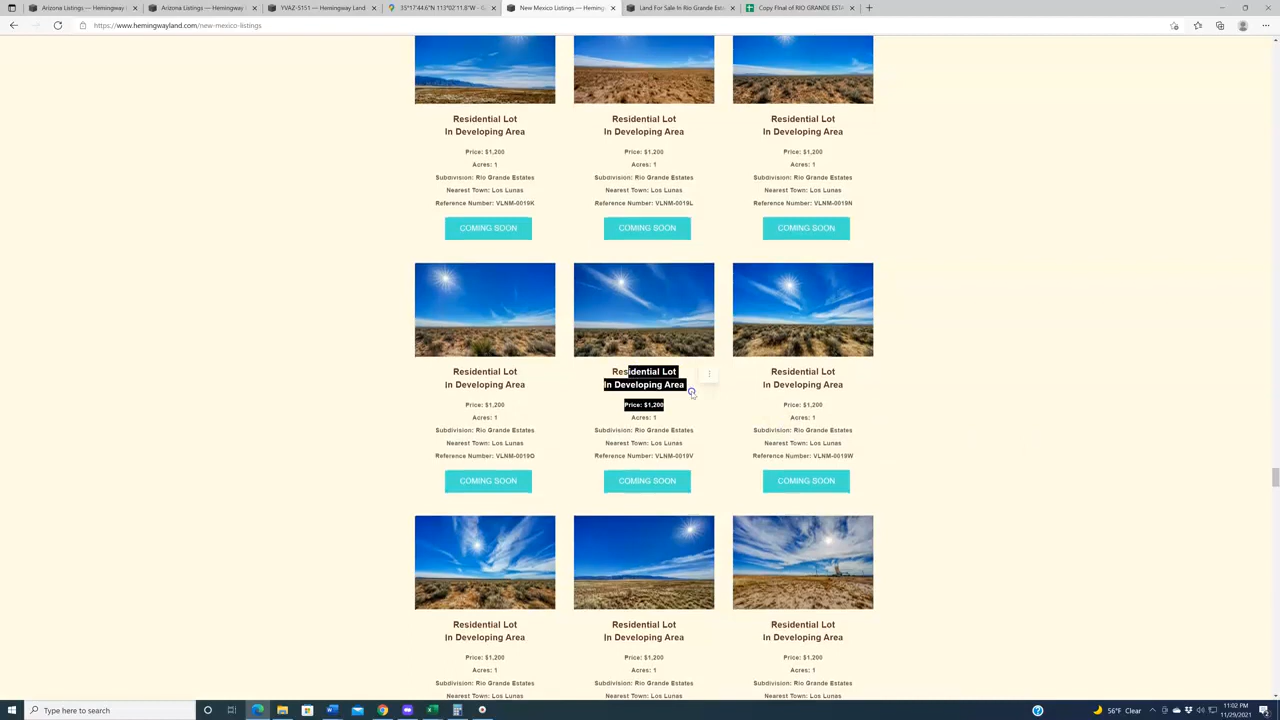 Arizona Listings — Hemingway L
Arizona Listings — Hemingway
YVAZ-5151 — Hemingway Land
35°17'44.6"N 113°02'11.8"W - G
New Mexico Listings — Hemingw
Land For Sale In Rio Grande Esta
Copy Final of RIO GRANDE ESTA
https://www.hemingwayland.com/new-mexico-listings
Residential Lot
In Developing Area
Price: $1,200
Acres: 1
Subdivision: Rio Grande Estates
Nearest Town: Los Lunas
Reference Number: VLNM-0019K
COMING SOON
Residential Lot
In Developing Area
Price: $1,200
Acres: 1
Subdivision: Rio Grande Estates
Nearest Town: Los Lunas
Reference Number: VLNM-0019L
COMING SOON
Residential Lot
In Developing Area
Price: $1,200
Acres: 1
Subdivision: Rio Grande Estates
Nearest Town: Los Lunas
Reference Number: VLNM-0019N
COMING SOON
Residential Lot
In Developing Area
Price: $1,200
Acres: 1
Subdivision: Rio Grande Estates
Nearest Town: Los Lunas
Reference Number: VLNM-0019O
COMING SOON
Residential Lot
In Developing Area
Price: $1,200
Acres: 1
Subdivision: Rio Grande Estates
Nearest Town: Los Lunas
Reference Number: VLNM-0019V
COMING SOON
Residential Lot
In Developing Area
Price: $1,200
Acres: 1
Subdivision: Rio Grande Estates
Nearest Town: Los Lunas
Reference Number: VLNM-0019W
COMING SOON
Residential Lot
In Developing Area
Price: $1,200
Acres: 1
Subdivision: Rio Grande Estates
Nearest Town: Los Lunas
Residential Lot
In Developing Area
Price: $1,200
Acres: 1
Subdivision: Rio Grande Estates
Nearest Town: Los Lunas
Residential Lot
In Developing Area
Price: $1,200
Acres: 1
Subdivision: Rio Grande Estates
Nearest Town: Los Lunas
Type here to search
56°F Clear
11:02 PM
11/29/2021